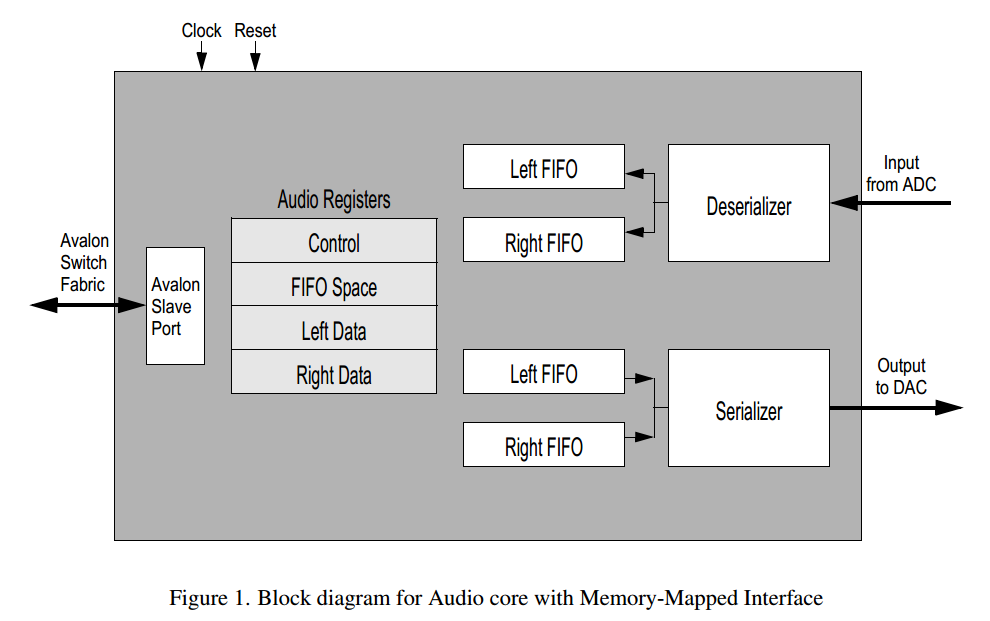 Clock Reset
Left FIFO
Right FIFO
Deserializer
Input
from ADC
Audio Registers
Control
FIFO Space
Left Data
Right Data
Avalon
Switch
Fabric
Avalon
Slave
Port
Left FIFO
Right FIFO
Serializer
Output
to DAC
Figure 1. Block diagram for Audio core with Memory-Mapped Interface